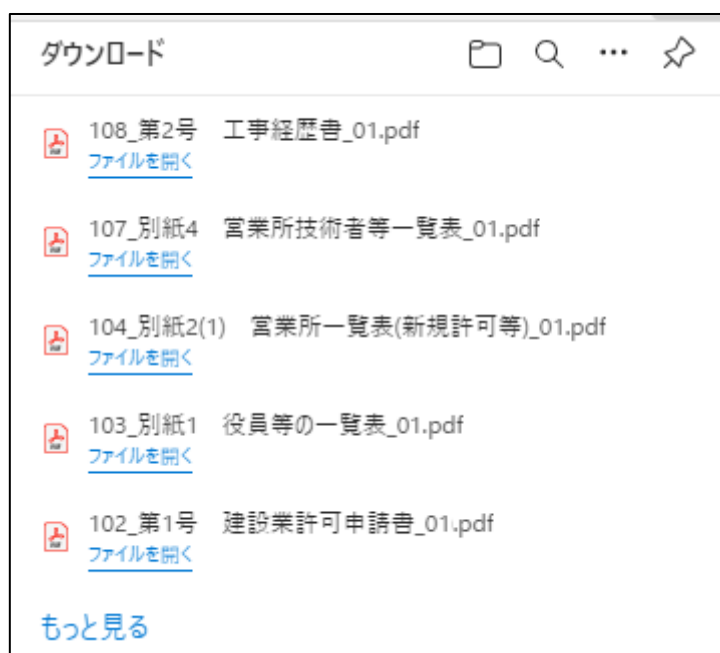 ダウンロード
108_第2号　工事経歴書_01.pdf
ファイルを開く
107_別紙4　営業所技術者等一覧表_01.pdf
ファイルを開く
104_別紙2(1)　営業所一覧表(新規許可等)_01.pdf
ファイルを開く
103_別紙1　役員等の一覧表_01.pdf
ファイルを開く
102_第1号　建設業許可申請書_01.pdf
ファイルを開く
もっと見る